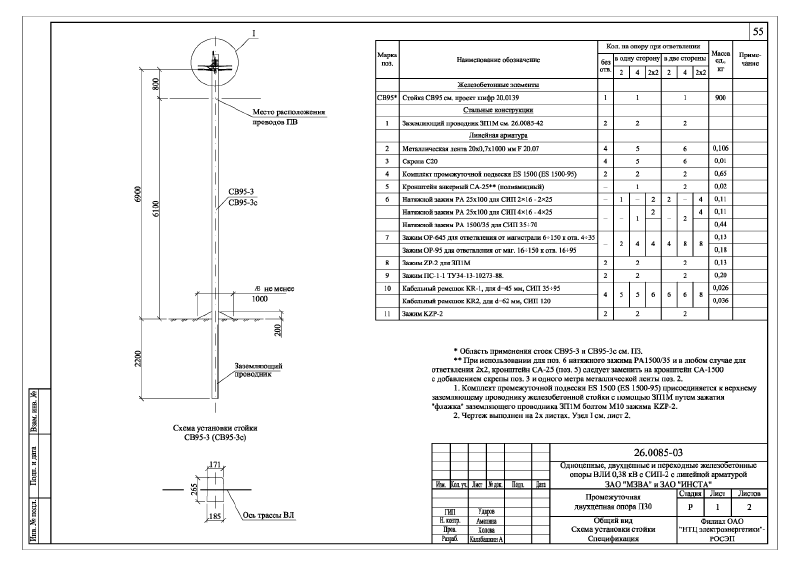 55
I
800
6900
6100
2200
Место расположения
проводов ПВ
СВ95-3
СВ95-3с
не менее
1000
200
Заземляющий
проводник
Схема установки стойки
СВ95-3 (СВ95-3с)
171
265
185
Ось трассы ВЛ
Марка поз. Наименование обозначение Кол. на опору при ответвлении Масса ед., кг Приме-чание
без отв. в одну сторону в две стороны
2 4 2x2 2 4 2x2
Железобетонные элементы
СВ95* Стойка СВ95 см. проект шифр 20.0139 1 1 1 900
Стальные конструкции
1 Заземляющий проводник ЗП1М см. 26.0085-42 2 2 2
Линейная арматура
2 Металлическая лента 20x0,7x1000 мм F 20.07 4 5 6 0,106
3 Скрепа С20 4 5 6 0,01
4 Комплект промежуточной подвески ES 1500 (ES 1500-95) 2 2 2 0,65
5 Кронштейн анкерный СА-25** (полиамидный) – 1 1 0,02
6 Натяжной зажим РА 25x100 для СИП 2×16 - 2×25 – 1 – 2 2 – 4 0,11
Натяжной зажим РА 25x100 для СИП 4×16 - 4×25 – – 1 2 – 2 4 0,11
Натяжной зажим РА 1500/35 для СИП 35÷70 0,44
7 Зажим ОР-645 для ответвления от магистрали 6÷150 к отв. 4÷35 – 2 4 4 4 8 8 0,13
Зажим ОР-95 для ответвления от маг. 16÷150 к отв. 16÷95 0,18
8 Зажим ZP-2 для ЗП1М 2 2 2 0,13
9 Зажим ПС-1-1 ТУ34-13-10273-88. 2 2 2 0,20
10 Кабельный ремешок KR-1, для d=45 мм, СИП 35÷95 4 5 5 6 6 6 8 0,026
Кабельный ремешок KR2, для d=62 мм, СИП 120 0,036
11 Зажим KZP-2 2 2 2
* Область применения стоек СВ95-3 и СВ95-3с см. ПЗ.
** При использовании для поз. 6 натяжного зажима РА1500/35 и в любом случае для
ответвления 2x2, кронштейн СА-25 (поз. 5) следует заменить на кронштейн СА-1500
с добавлением скрепы поз. 3 и одного метра металлической ленты поз. 2.
1. Комплект промежуточной подвески ES 1500 (ES 1500-95) присоединяется к верхнему
заземляющему проводнику железобетонной стойки с помощью ЗП1М путем зажатия
"флажка" заземляющего проводника ЗП1М болтом М10 зажима KZP-2.
2. Чертеж выполнен на 2х листах. Узел I см. лист 2.
Взам. инв. №
Подп. и дата
Инв. № подл.
26.0085-03
Одноцепные, двухцепные и переходные железобетонные
опоры ВЛИ 0,38 кВ с СИП-2 с линейной арматурой
ЗАО "МЗВА" и ЗАО "ИНСТА"
Изм. Кол. уч. Лист № док. Подп. Дата
Промежуточная
двухцепная опора П30
Стадия Лист Листов
Р 1 2
ГИП Ударов
Н. контр. Амелина
Пров. Холова
Разраб. Калабашкин А.
Общий вид
Схема установки стойки
Спецификация
Филиал ОАО
"НТЦ электроэнергетики"-
РОСЭП